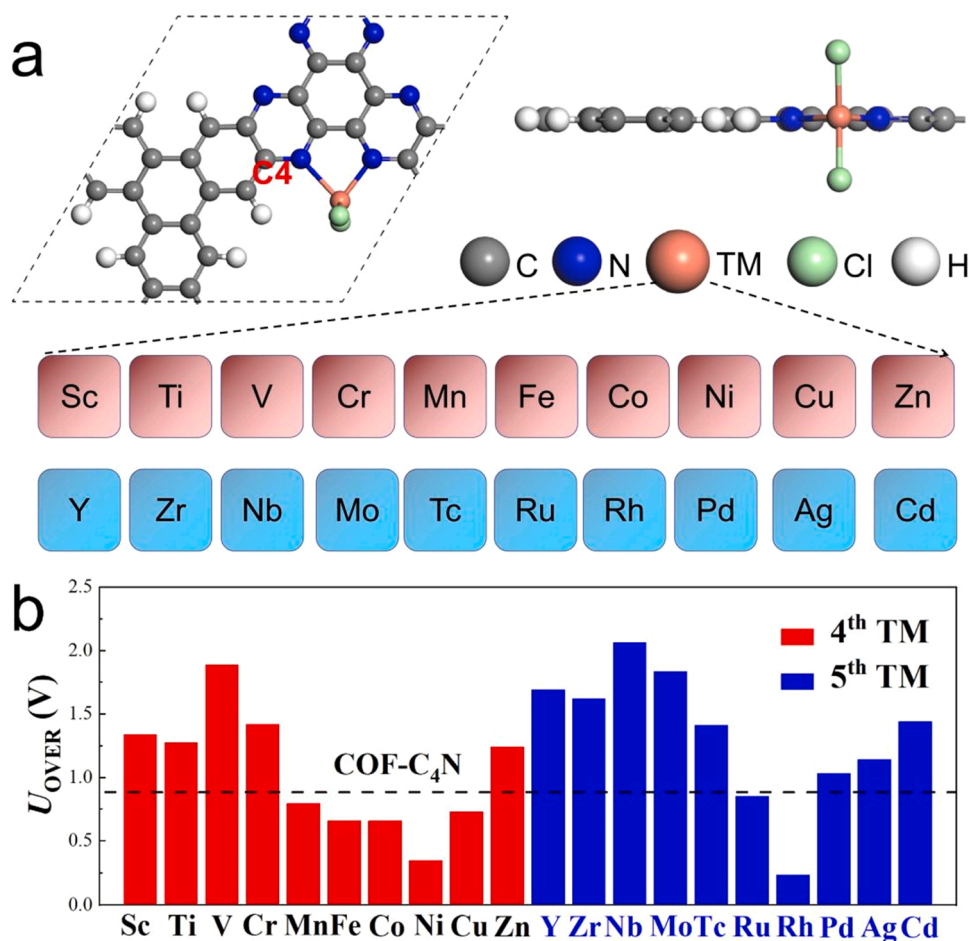 a
C4
C N TM Cl H
Sc Ti V Cr Mn Fe Co Ni Cu Zn
Y Zr Nb Mo Tc Ru Rh Pd Ag Cd
b
2.5
2.0
1.5
1.0
0.5
0.0
U_OVER (V)
4th TM
5th TM
COF-C₄N
Sc Ti V Cr Mn Fe Co Ni Cu Zn Y Zr Nb Mo Tc Ru Rh Pd Ag Cd